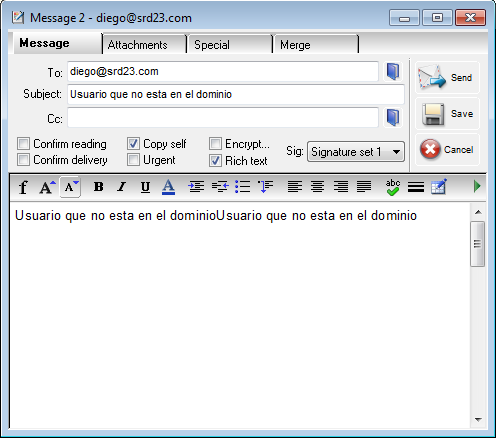 Message 2 - diego@srd23.com
Message Attachments Special Merge
To: diego@srd23.com
Send
Subject: Usuario que no esta en el dominio
Save
Cc:
Confirm reading Copy self Encrypt...
Sig: Signature set 1
Cancel
Confirm delivery Urgent Rich text
f A A B I U A abc
Usuario que no esta en el dominioUsuario que no esta en el dominio